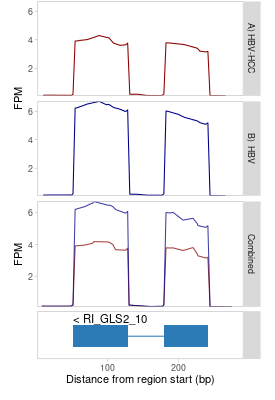 6
4
2
A) HBV-HCC
FPM
6
4
2
B) HBV
6
4
2
FPM
Combined
< RI_GLS2_10
100
200
Distance from region start (bp)